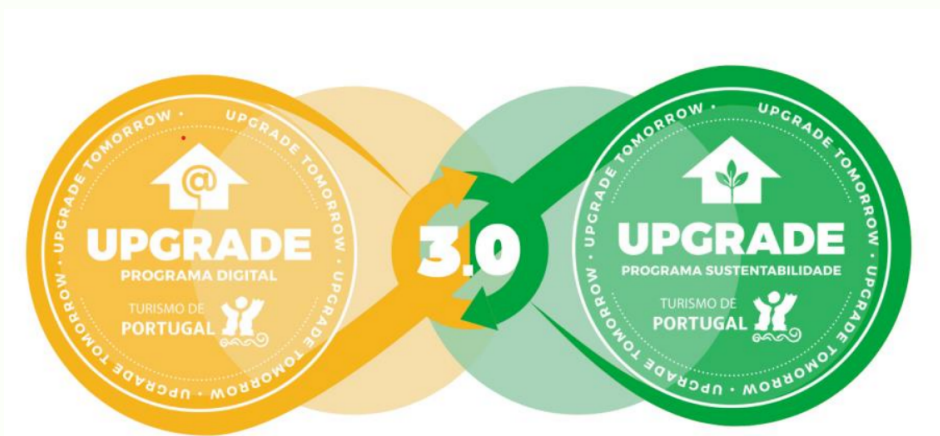 UPGRADE TOMORROW · UPGRADE TOMORROW · UPGRADE TOMORROW ·
@
UPGRADE
PROGRAMA DIGITAL
TURISMO DE
PORTUGAL
3.0
UPGRADE TOMORROW · UPGRADE TOMORROW · UPGRADE TOMORROW ·
UPGRADE
PROGRAMA SUSTENTABILIDADE
TURISMO DE
PORTUGAL